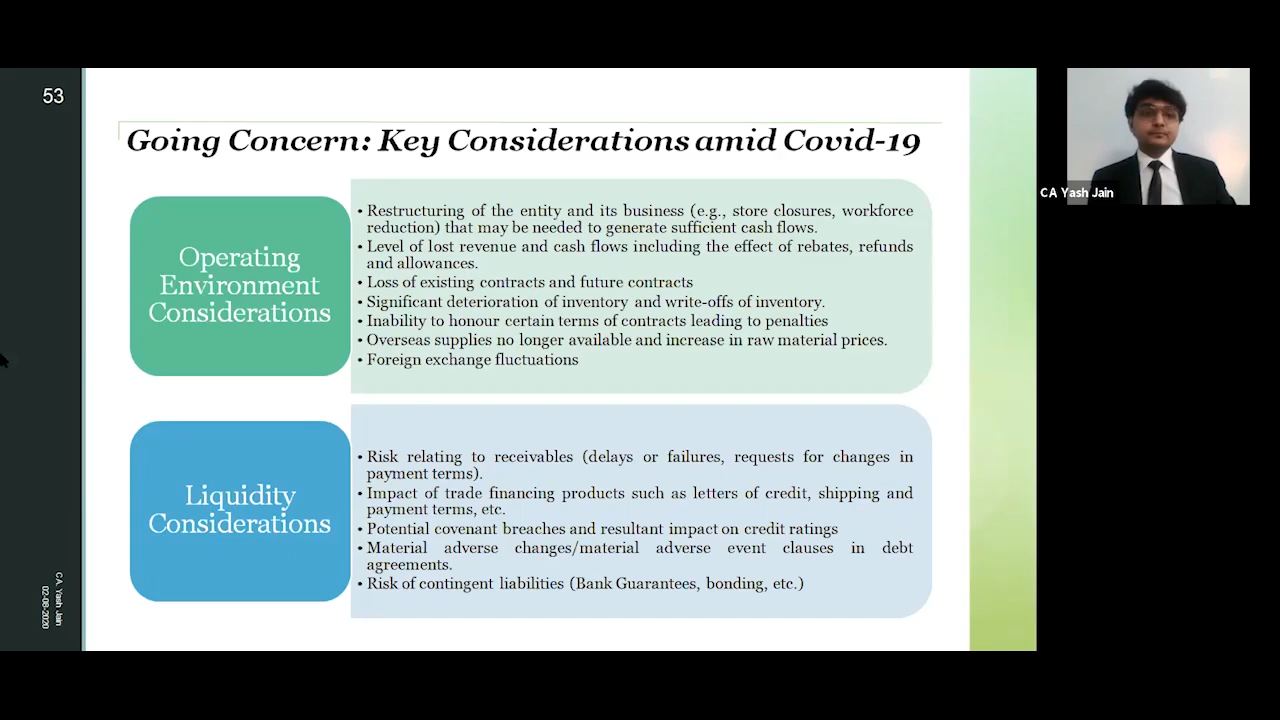 53
Going Concern: Key Considerations amid Covid-19
Operating
Environment
Considerations
• Restructuring of the entity and its business (e.g., store closures, workforce
reduction) that may be needed to generate sufficient cash flows.
• Level of lost revenue and cash flows including the effect of rebates, refunds
and allowances.
• Loss of existing contracts and future contracts
• Significant deterioration of inventory and write-offs of inventory.
• Inability to honour certain terms of contracts leading to penalties
• Overseas supplies no longer available and increase in raw material prices.
• Foreign exchange fluctuations
Liquidity
Considerations
• Risk relating to receivables (delays or failures, requests for changes in
payment terms).
• Impact of trade financing products such as letters of credit, shipping and
payment terms, etc.
• Potential covenant breaches and resultant impact on credit ratings
• Material adverse changes/material adverse event clauses in debt
agreements.
• Risk of contingent liabilities (Bank Guarantees, bonding, etc.)
CA Yash Jain
02-08-2020
CA Yash Jain